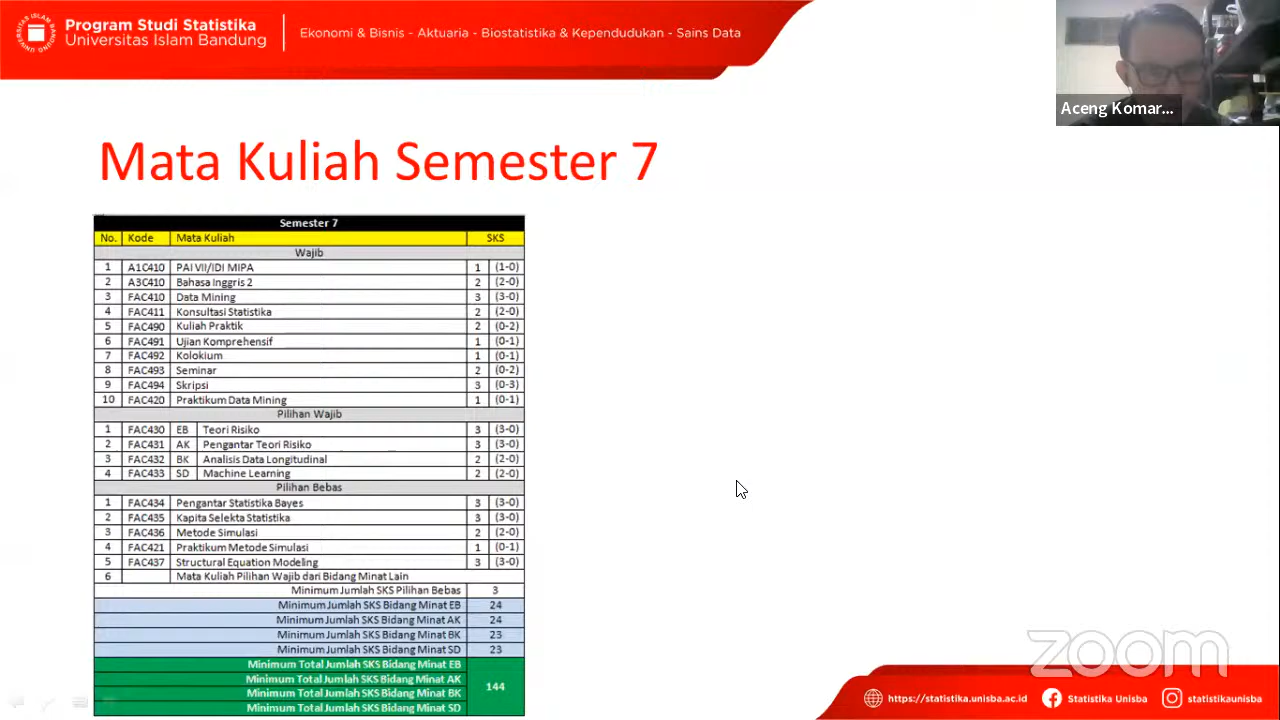 Program Studi Statistika
Universitas Islam Bandung
Ekonomi & Bisnis - Aktuaria - Biostatistika & Kependudukan - Sains Data
Aceng Komar...
Mata Kuliah Semester 7
Semester 7
No. Kode Mata Kuliah SKS
Wajib
1 A1C410 PAI VII/IDI MIPA 1 (1-0)
2 A3C410 Bahasa Inggris 2 2 (2-0)
3 FAC410 Data Mining 3 (3-0)
4 FAC411 Konsultasi Statistika 2 (2-0)
5 FAC490 Kuliah Praktik 2 (0-2)
6 FAC491 Ujian Komprehensif 1 (0-1)
7 FAC492 Kolokium 1 (0-1)
8 FAC493 Seminar 2 (0-2)
9 FAC494 Skripsi 3 (0-3)
10 FAC420 Praktikum Data Mining 1 (0-1)
Pilihan Wajib
1 FAC430 EB Teori Risiko 3 (3-0)
2 FAC431 AK Pengantar Teori Risiko 3 (3-0)
3 FAC432 BK Analisis Data Longitudinal 2 (2-0)
4 FAC433 SD Machine Learning 2 (2-0)
Pilihan Bebas
1 FAC434 Pengantar Statistika Bayes 3 (3-0)
2 FAC435 Kapita Selekta Statistika 3 (3-0)
3 FAC436 Metode Simulasi 2 (2-0)
4 FAC421 Praktikum Metode Simulasi 1 (0-1)
5 FAC437 Structural Equation Modeling 3 (3-0)
6 Mata Kuliah Pilihan Wajib dari Bidang Minat Lain
Minimum Jumlah SKS Pilihan Bebas 3
Minimum Jumlah SKS Bidang Minat EB 24
Minimum Jumlah SKS Bidang Minat AK 24
Minimum Jumlah SKS Bidang Minat BK 23
Minimum Jumlah SKS Bidang Minat SD 23
Minimum Total Jumlah SKS Bidang Minat EB
Minimum Total Jumlah SKS Bidang Minat AK
144
Minimum Total Jumlah SKS Bidang Minat BK
Minimum Total Jumlah SKS Bidang Minat SD
zoom
https://statistika.unisba.ac.id Statistika Unisba statistikaunisba